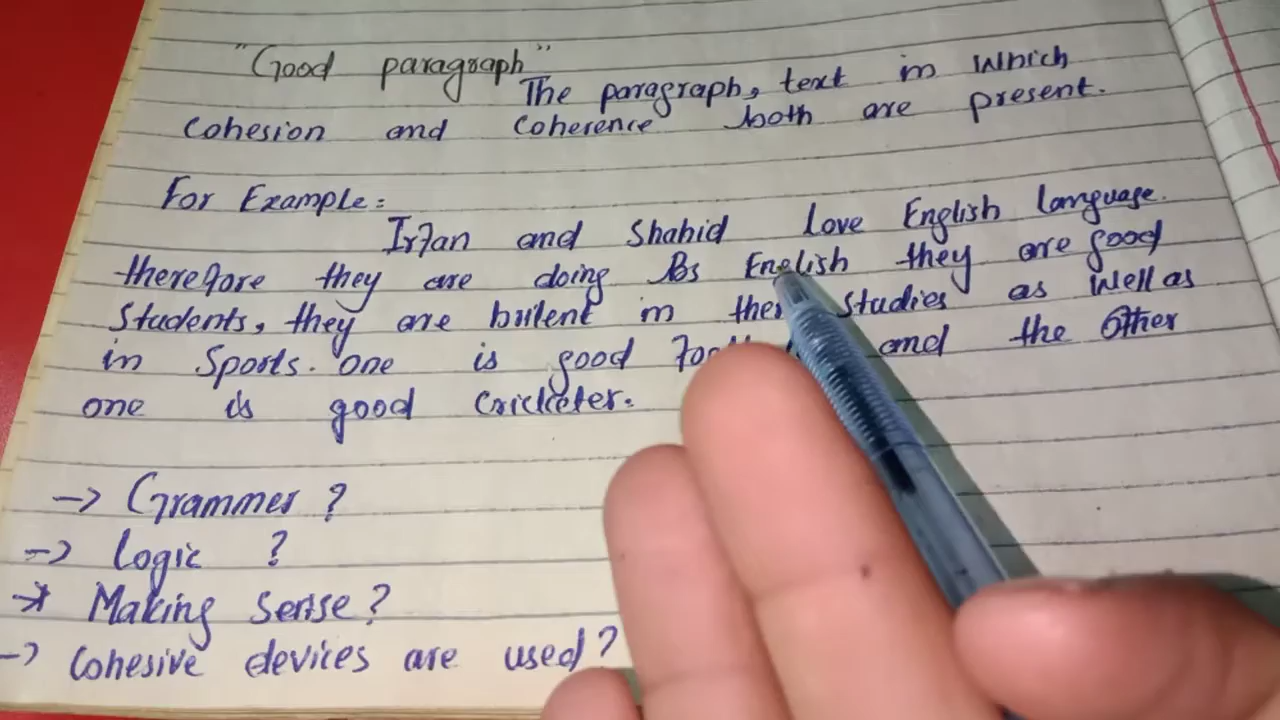 "Good paragraph"
The paragraph, text in which
cohesion and coherence both are present.
For Example:
Irfan and Shahid love English language.
therefore they are doing Bs English they are good
students, they are brilent in ther studies as well as
in Sports. One is good and the Other
one is good cricketer.
-> Grammer ?
-> Logic ?
-> Making Sense ?
-> Cohesive devices are used ?